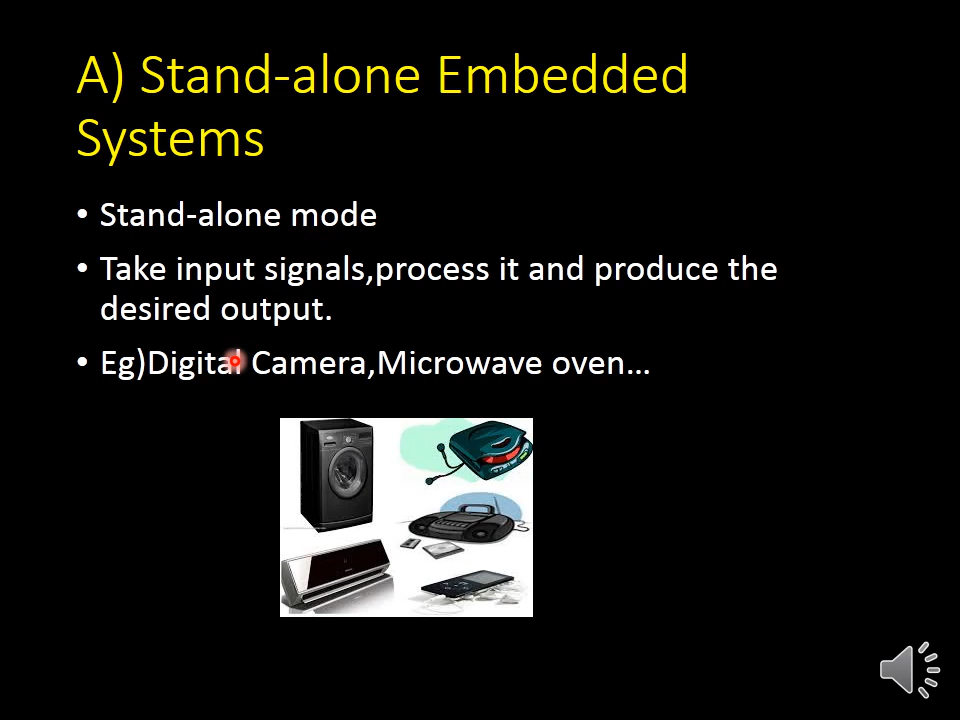 A) Stand-alone Embedded
Systems
• Stand-alone mode
• Take input signals,process it and produce the
desired output.
• Eg)Digital Camera,Microwave oven...